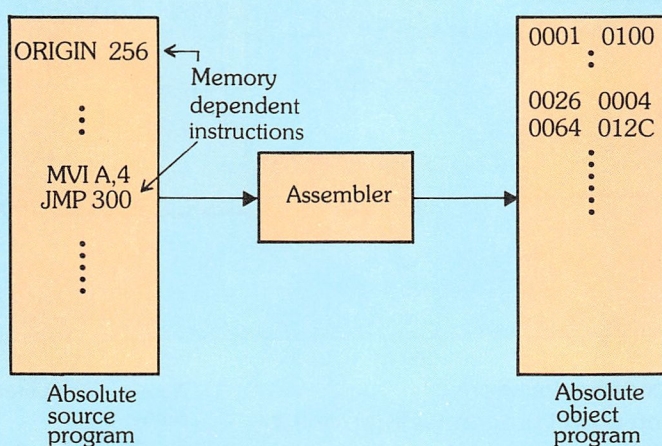 ORIGIN 256
Memory
dependent
instructions
MVI A,4
JMP 300
Absolute
source
program
Assembler
0001 0100
0026 0004
0064 012C
Absolute
object
program